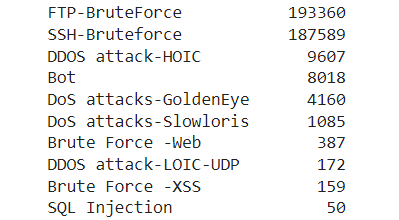 FTP-BruteForce 193360
SSH-Bruteforce 187589
DDOS attack-HOIC 9607
Bot 8018
DoS attacks-GoldenEye 4160
DoS attacks-Slowloris 1085
Brute Force -Web 387
DDOS attack-LOIC-UDP 172
Brute Force -XSS 159
SQL Injection 50